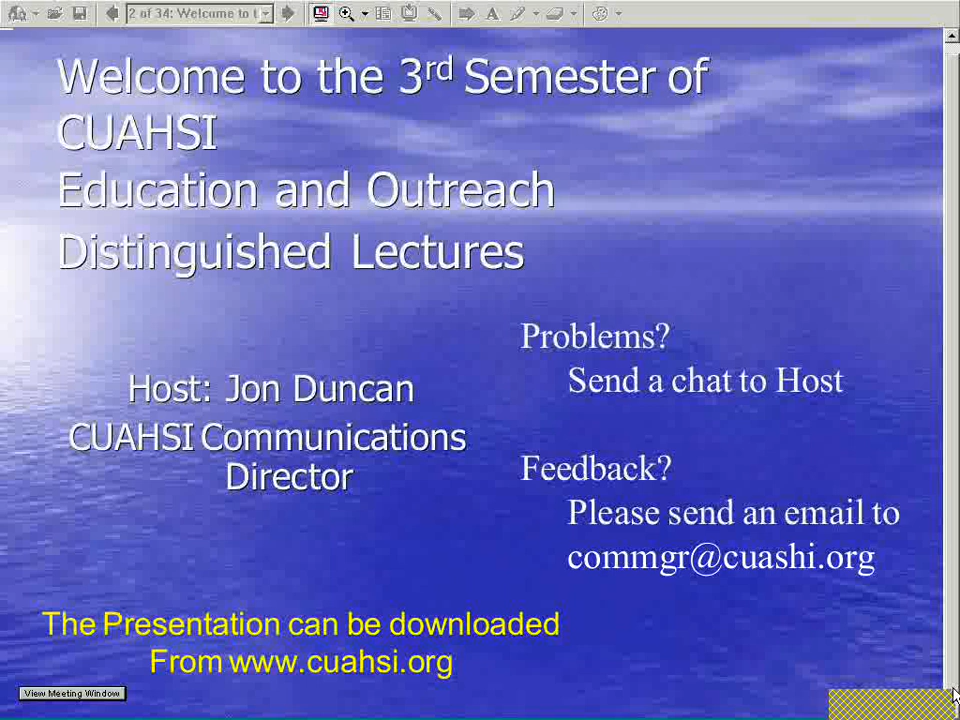 2 of 34: Welcome to t
Welcome to the 3rd Semester of
CUAHSI
Education and Outreach
Distinguished Lectures
Host: Jon Duncan
CUAHSI Communications
Director
Problems?
Send a chat to Host
Feedback?
Please send an email to
commgr@cuashi.org
The Presentation can be downloaded
From www.cuahsi.org
View Meeting Window